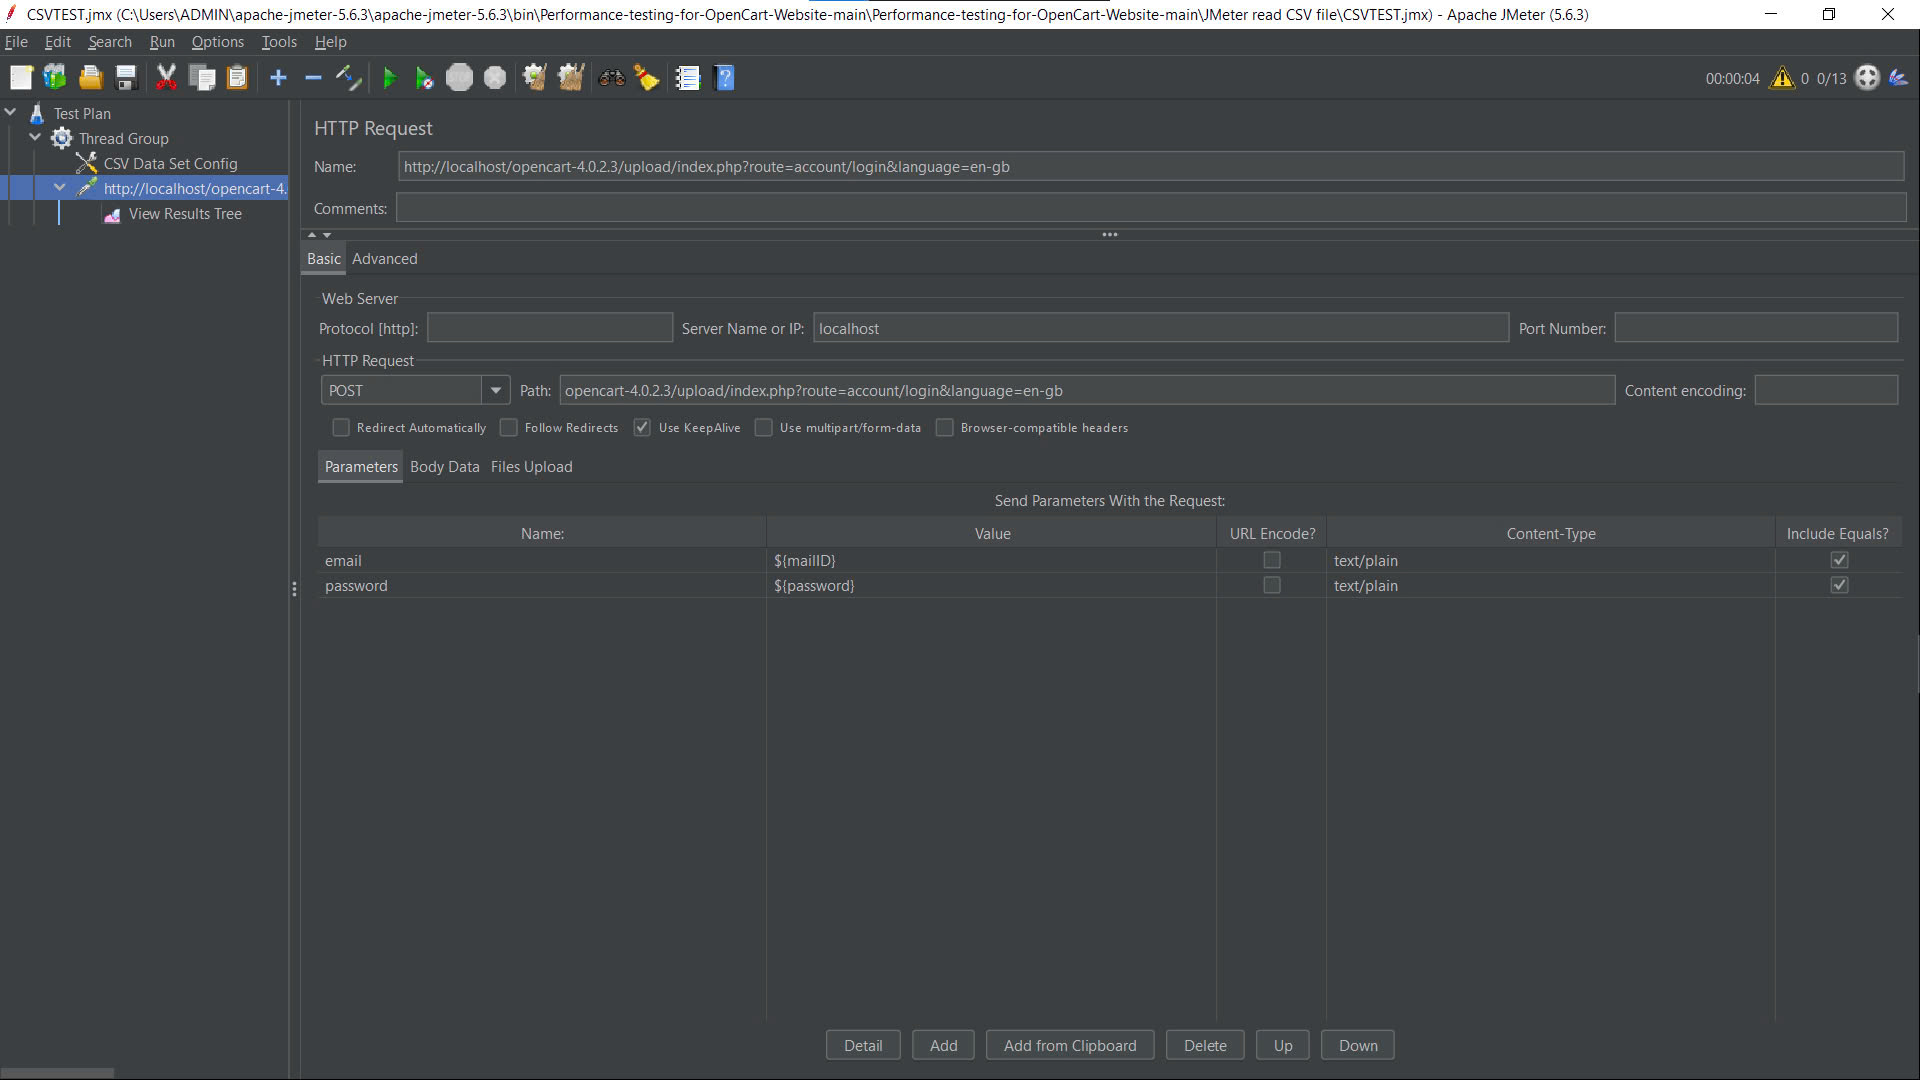 CSVTEST.jmx (C:\Users\ADMIN\apache-jmeter-5.6.3\apache-jmeter-5.6.3\bin\Performance-testing-for-OpenCart-Website-main\Performance-testing-for-OpenCart-Website-main\JMeter read CSV file\CSVTEST.jmx) - Apache JMeter (5.6.3)
File Edit Search Run Options Tools Help
STOP 00:00:04 0 0/13
Test Plan
Thread Group
CSV Data Set Config
http://localhost/opencart-4.
View Results Tree
HTTP Request
Name: http://localhost/opencart-4.0.2.3/upload/index.php?route=account/login&language=en-gb
Comments:
Basic Advanced
Web Server
Protocol [http]: Server Name or IP: localhost Port Number:
HTTP Request
POST Path: opencart-4.0.2.3/upload/index.php?route=account/login&language=en-gb Content encoding:
Redirect Automatically Follow Redirects Use KeepAlive Use multipart/form-data Browser-compatible headers
Parameters Body Data Files Upload
Send Parameters With the Request:
Name: Value URL Encode? Content-Type Include Equals?
email ${mailID} text/plain
password ${password} text/plain
Detail Add Add from Clipboard Delete Up Down